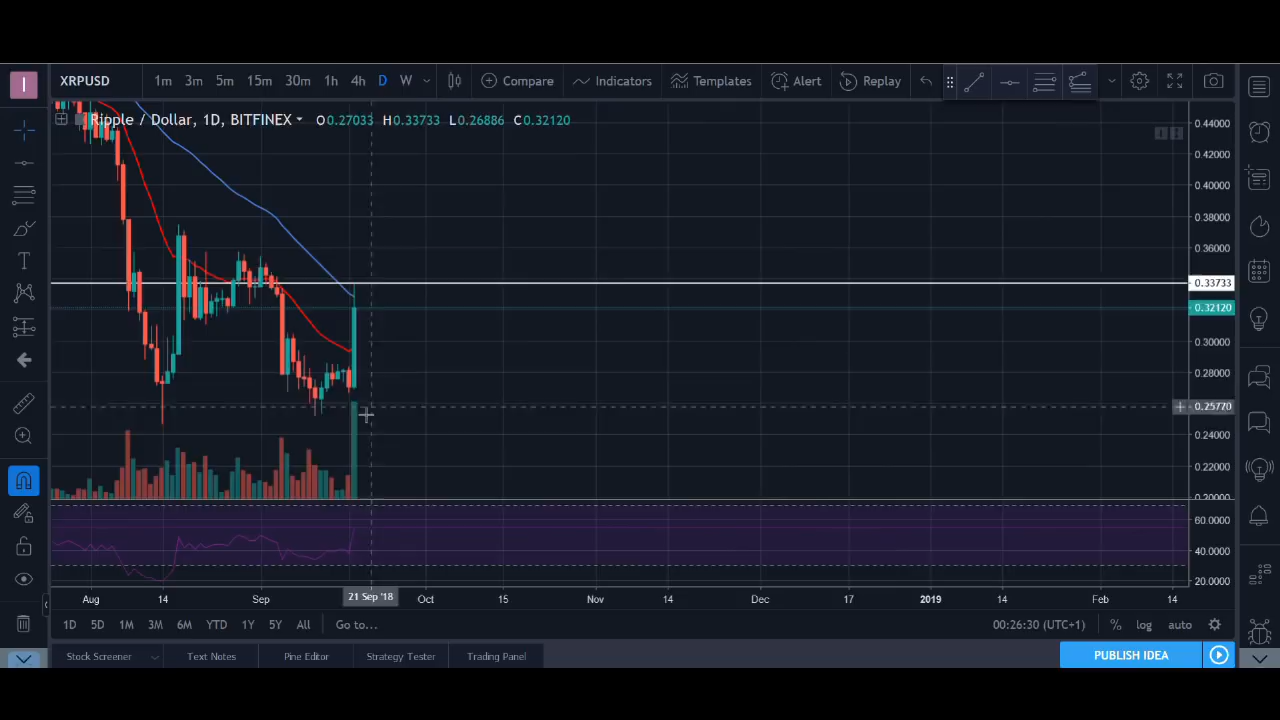 I
XRPUSD
1m 3m 5m 15m 30m 1h 4h D W
Compare
Indicators
Templates
Alert
Replay
Ripple / Dollar, 1D, BITFINEX O0.27033 H0.33733 L0.26886 C0.32120
0.44000
0.42000
0.40000
0.38000
0.36000
0.33733
0.32120
0.30000
0.28000
0.25770
0.24000
0.22000
0.20000
60.0000
40.0000
20.0000
Aug 14 Sep 21 Sep '18 Oct 15 Nov 14 Dec 17 2019 14 Feb 14
1D 5D 1M 3M 6M YTD 1Y 5Y All Go to...
00:26:30 (UTC+1) % log auto
Stock Screener
Text Notes
Pine Editor
Strategy Tester
Trading Panel
PUBLISH IDEA